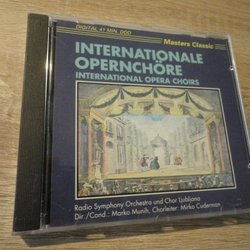 DIGITAL 41 MIN. DDD
Masters Classic
INTERNATIONALE
OPERNCHÖRE
INTERNATIONAL OPERA CHOIRS
Radio Symphony Orchestra und Chor Ljubljana
Dir./Cond.: Marko Munih, Chorleiter: Mirko Cuderman